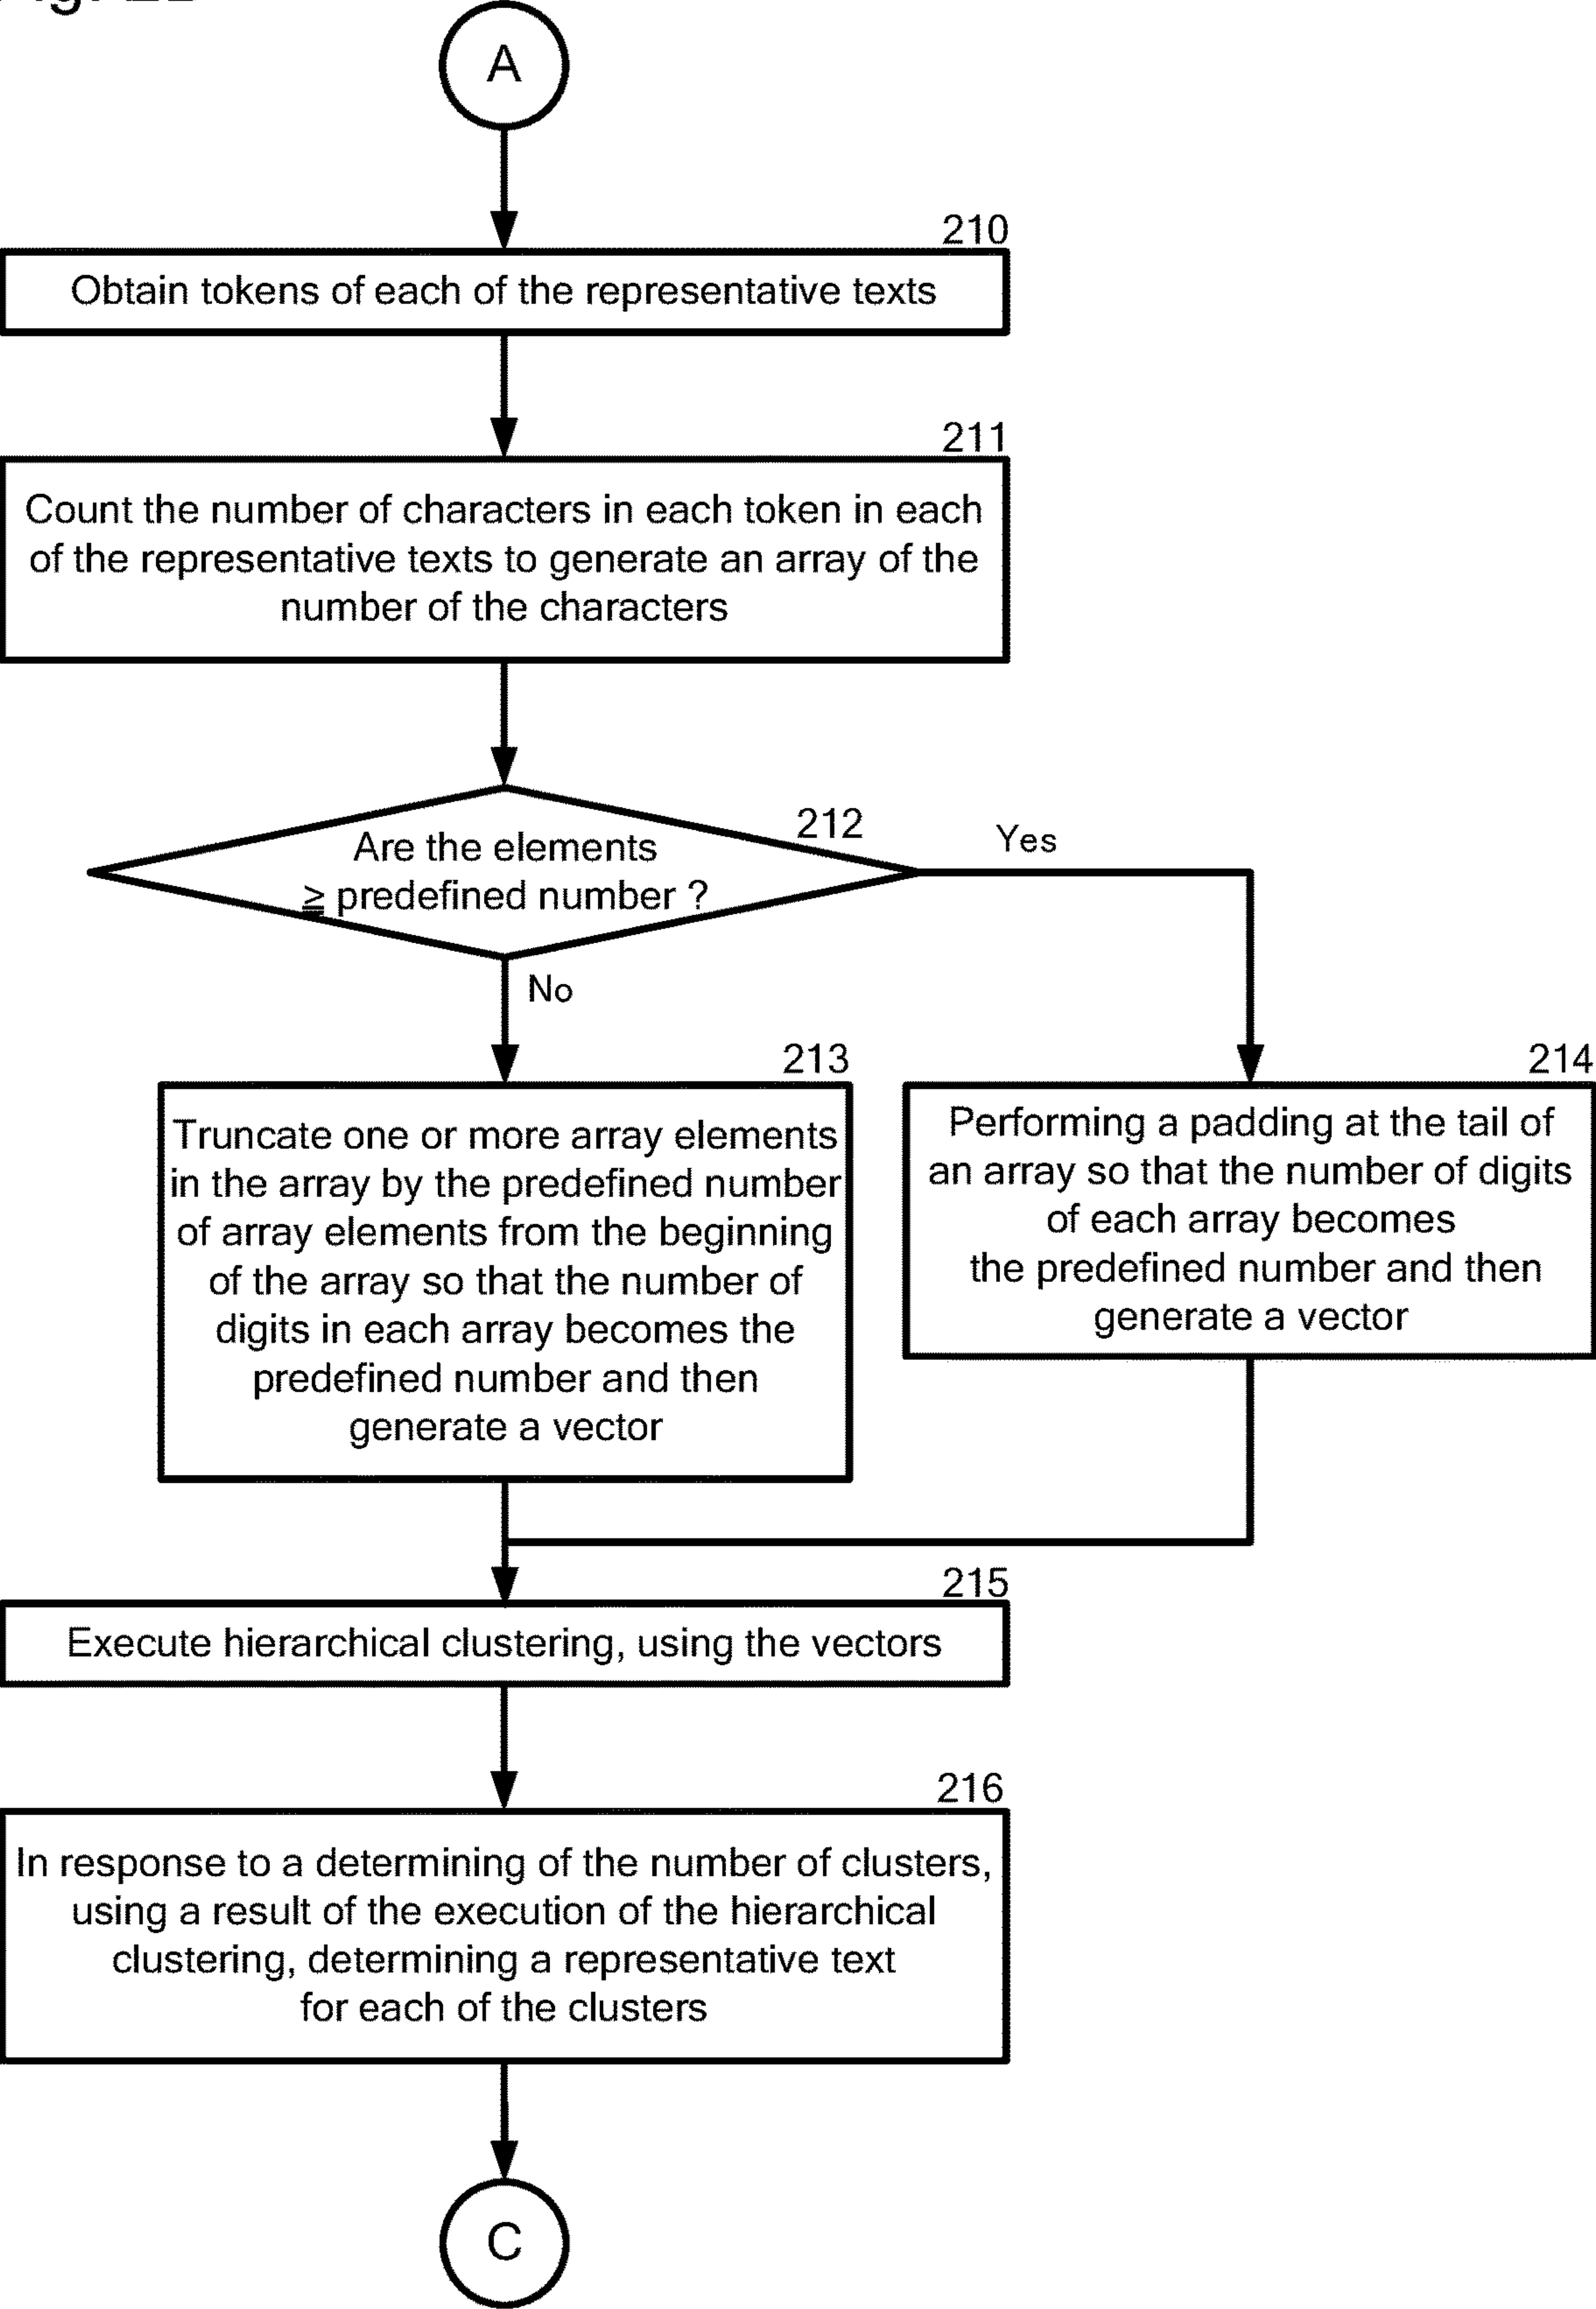 A
210
Obtain tokens of each of the representative texts
211
Count the number of characters in each token in each
of the representative texts to generate an array of the
number of the characters
212
Are the elements
≧ predefined number ?
Yes
No
213
Truncate one or more array elements
in the array by the predefined number
of array elements from the beginning
of the array so that the number of
digits in each array becomes the
predefined number and then
generate a vector
214
Performing a padding at the tail of
an array so that the number of digits
of each array becomes
the predefined number and then
generate a vector
215
Execute hierarchical clustering, using the vectors
216
In response to a determining of the number of clusters,
using a result of the execution of the hierarchical
clustering, determining a representative text
for each of the clusters
C